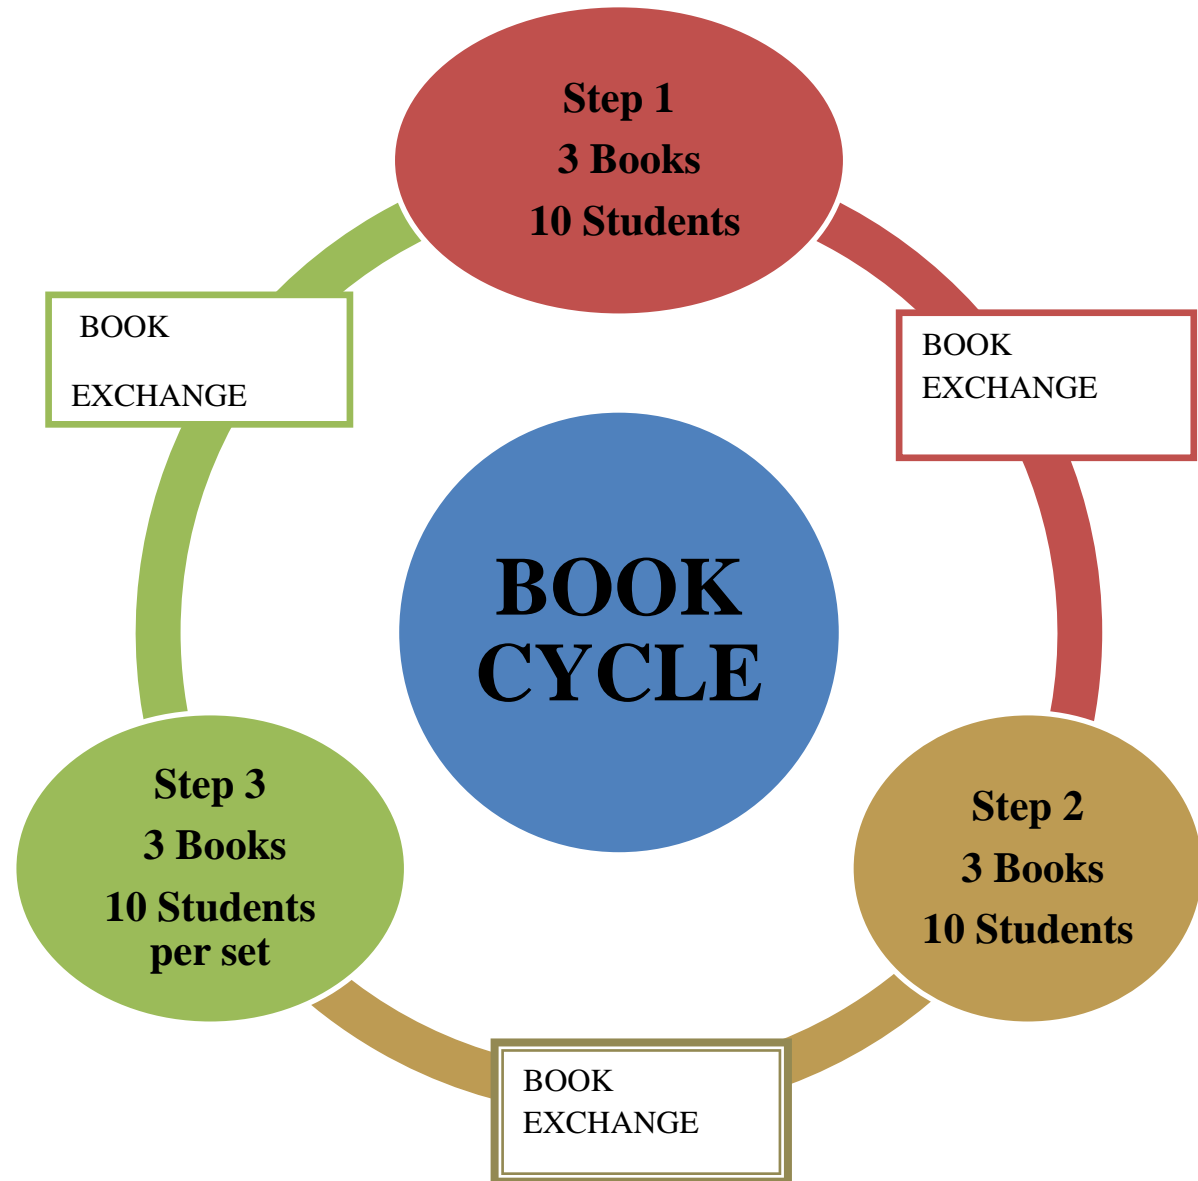 Step 1
3 Books
10 Students
BOOK
EXCHANGE
BOOK
EXCHANGE
BOOK
CYCLE
Step 3
3 Books
10 Students
per set
Step 2
3 Books
10 Students
BOOK
EXCHANGE